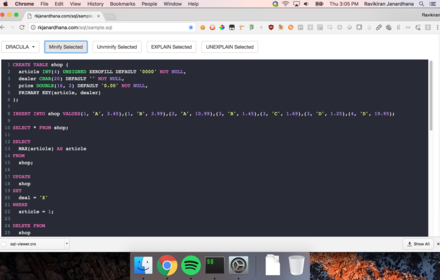 Chrome File Edit View History Bookmarks People Window Help
Thu 3:05 PM Ravikiran Janardhana
rkjanardhana.com/sql/sample
Ravikiran
rkjanardhana.com/sql/sample.sql
DRACULA Minify Selected Unminify Selected EXPLAIN Selected UNEXPLAIN Selected
1 CREATE TABLE shop (
2 article INT(4) UNSIGNED ZEROFILL DEFAULT '0000' NOT NULL,
3 dealer CHAR(20) DEFAULT '' NOT NULL,
4 price DOUBLE(16, 2) DEFAULT '0.00' NOT NULL,
5 PRIMARY KEY(article, dealer)
6 );
7
8 INSERT INTO shop VALUES(1, 'A', 3.45),(1, 'B', 3.99),(2, 'A', 10.99),(3, 'B', 1.45),(3, 'C', 1.69),(3, 'D', 1.25),(4, 'D', 19.95);
9
10 SELECT * FROM shop;
11
12 SELECT
13 MAX(article) AS article
14 FROM
15 shop;
16
17 UPDATE
18 shop
19 SET
20 deal = 'X'
21 WHERE
22 article = 1;
23
24 DELETE FROM
25 shop
sql-viewer.crx
Show All